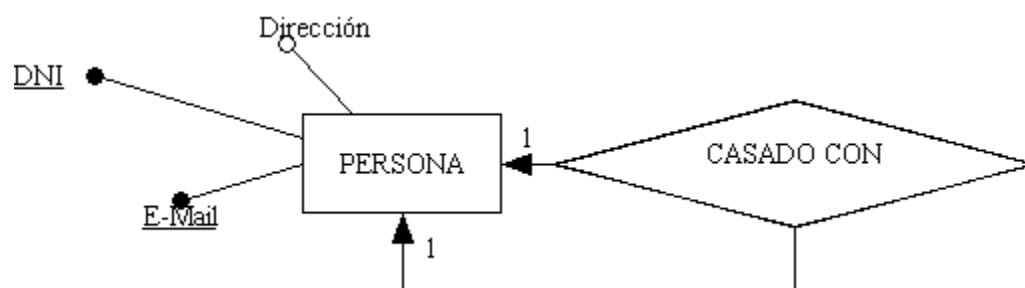 Dirección
DNI
1
PERSONA
CASADO CON
E-Mail
1